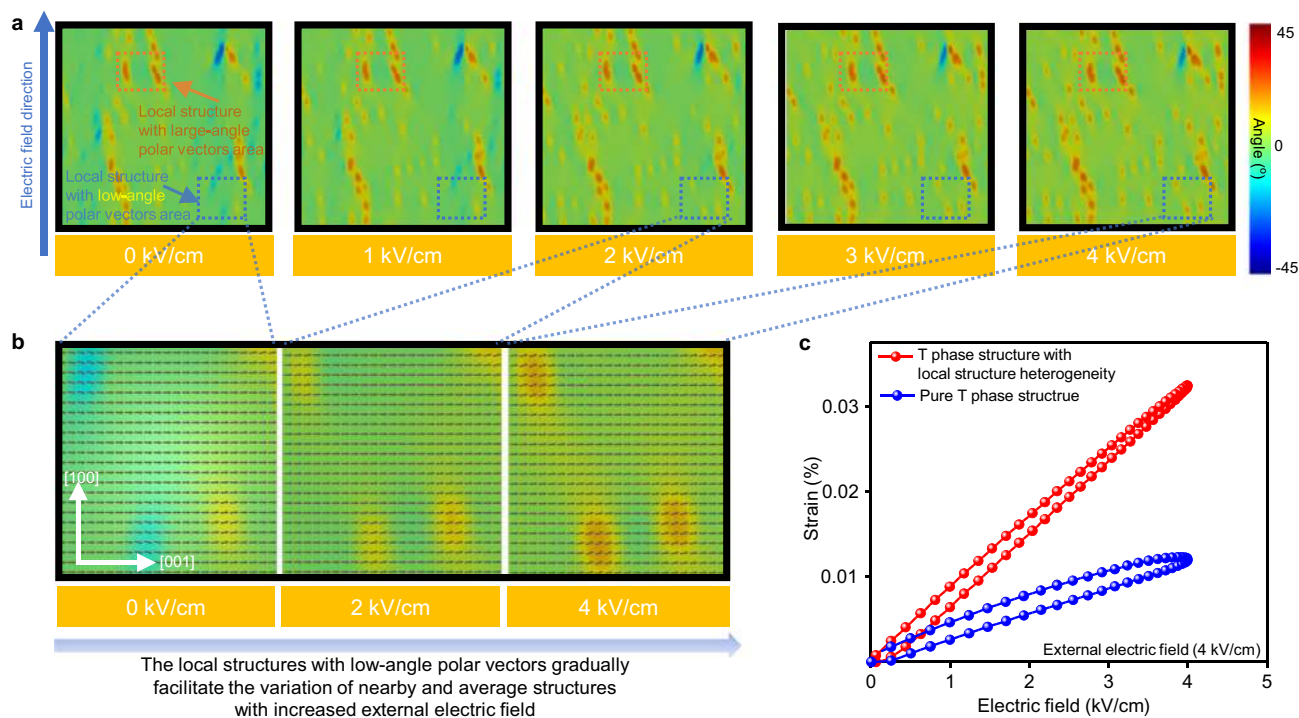 a
Electric field direction
Local structure
with large-angle
polar vectors area
Local structure
with low-angle
polar vectors area
0 kV/cm
1 kV/cm
2 kV/cm
3 kV/cm
4 kV/cm
45
0
-45
Angle (º)
b
[100]
[001]
0 kV/cm
2 kV/cm
4 kV/cm
The local structures with low-angle polar vectors gradually
facilitate the variation of nearby and average structures
with increased external electric field
c
T phase structure with
local structure heterogeneity
Pure T phase structrue
0.03
0.02
0.01
Strain (%)
External electric field (4 kV/cm)
0 1 2 3 4 5
Electric field (kV/cm)